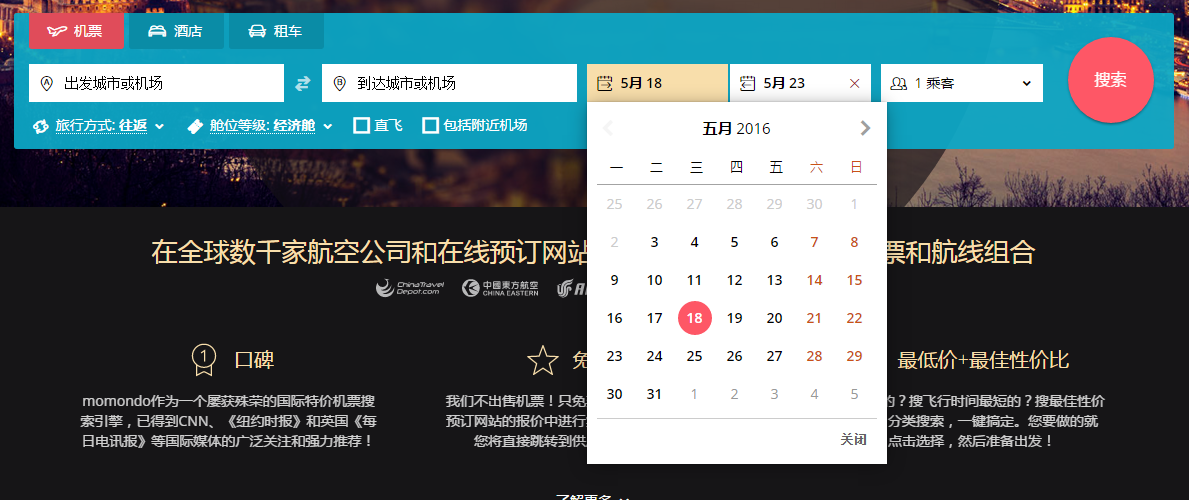 机票 酒店 租车
A 出发城市或机场 B 到达城市或机场 5月 18 5月 23 1 乘客 搜索
旅行方式: 往返 舱位等级: 经济舱 直飞 包括附近机场
五月 2016
一 二 三 四 五 六 日
25 26 27 28 29 30 1
2 3 4 5 6 7 8
9 10 11 12 13 14 15
16 17 18 19 20 21 22
23 24 25 26 27 28 29
30 31 1 2 3 4 5
关闭
在全球数千家航空公司和在线预订网站
票和航线组合
ChinaTravel Depot.com 中國東方航空 CHINA EASTERN
1 口碑
momondo作为一个屡获殊荣的国际特价机票搜
索引擎，已得到CNN、《纽约时报》和英国《每
日电讯报》等国际媒体的广泛关注和强力推荐！
免
我们不出售机票！只免
预订网站的报价中进行
您将直接跳转到供
最低价+最佳性价比
的？搜飞行时间最短的？搜最佳性价
分类搜索，一键搞定。您要做的就
点击选择，然后准备出发！